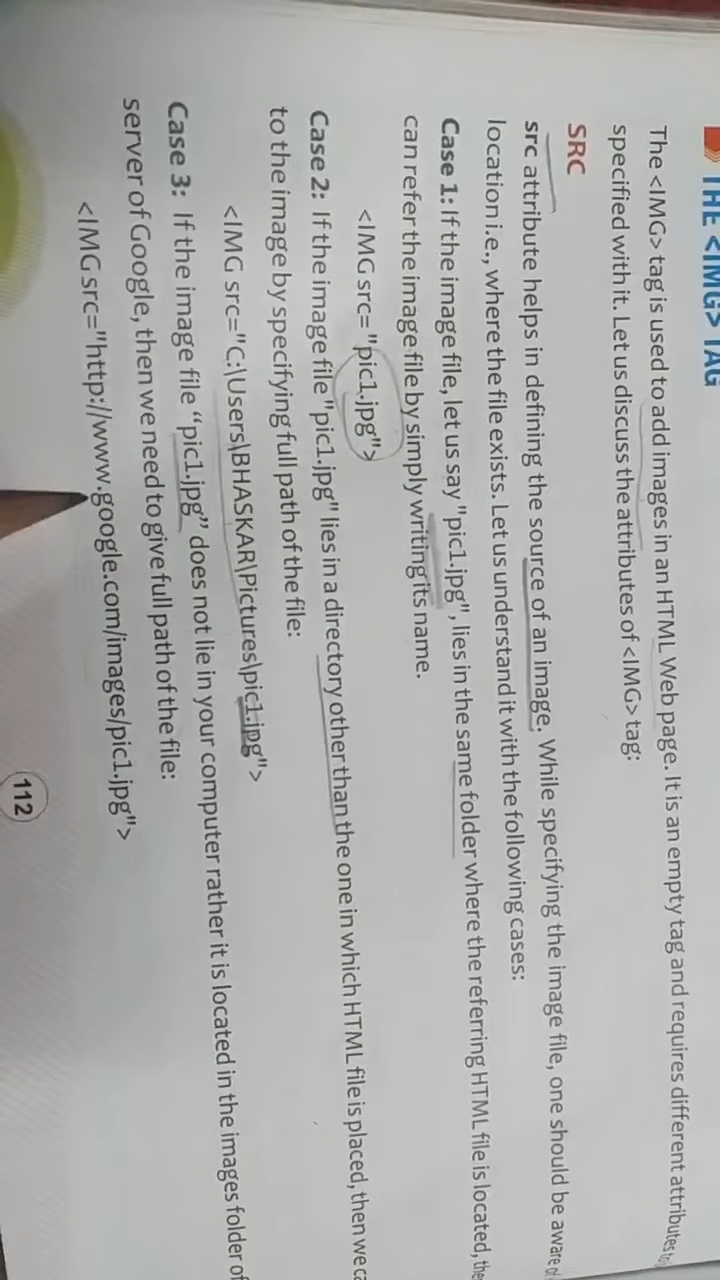 THE <IMG> TAG
The <IMG> tag is used to add images in an HTML Web page. It is an empty tag and requires different attributes to
specified with it. Let us discuss the attributes of <IMG> tag:
SRC
src attribute helps in defining the source of an image. While specifying the image file, one should be aware of
location i.e., where the file exists. Let us understand it with the following cases:
Case 1: If the image file, let us say "pic1.jpg", lies in the same folder where the referring HTML file is located, the
can refer the image file by simply writing its name.
<IMG src="pic1.jpg">
Case 2: If the image file "pic1.jpg" lies in a directory other than the one in which HTML file is placed, then we ca
to the image by specifying full path of the file:
<IMG src="C:\Users\BHASKAR\Pictures\pic1.jpg">
Case 3: If the image file “pic1.jpg” does not lie in your computer rather it is located in the images folder of
server of Google, then we need to give full path of the file:
<IMG src="http://www.google.com/images/pic1.jpg">
112